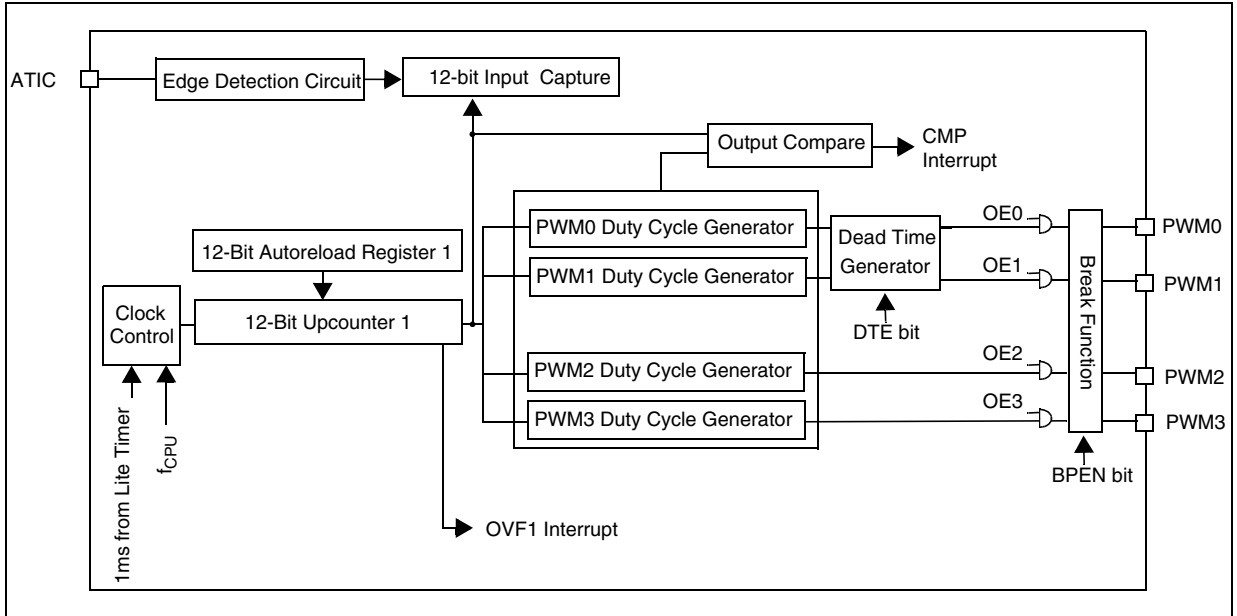 ATIC
Edge Detection Circuit
12-bit Input Capture
Output Compare
CMP
Interrupt
PWM0 Duty Cycle Generator
PWM1 Duty Cycle Generator
PWM2 Duty Cycle Generator
PWM3 Duty Cycle Generator
Dead Time
Generator
DTE bit
OE0
OE1
OE2
OE3
Break Function
BPEN bit
PWM0
PWM1
PWM2
PWM3
12-Bit Autoreload Register 1
12-Bit Upcounter 1
Clock
Control
1ms from Lite Timer
fCPU
OVF1 Interrupt